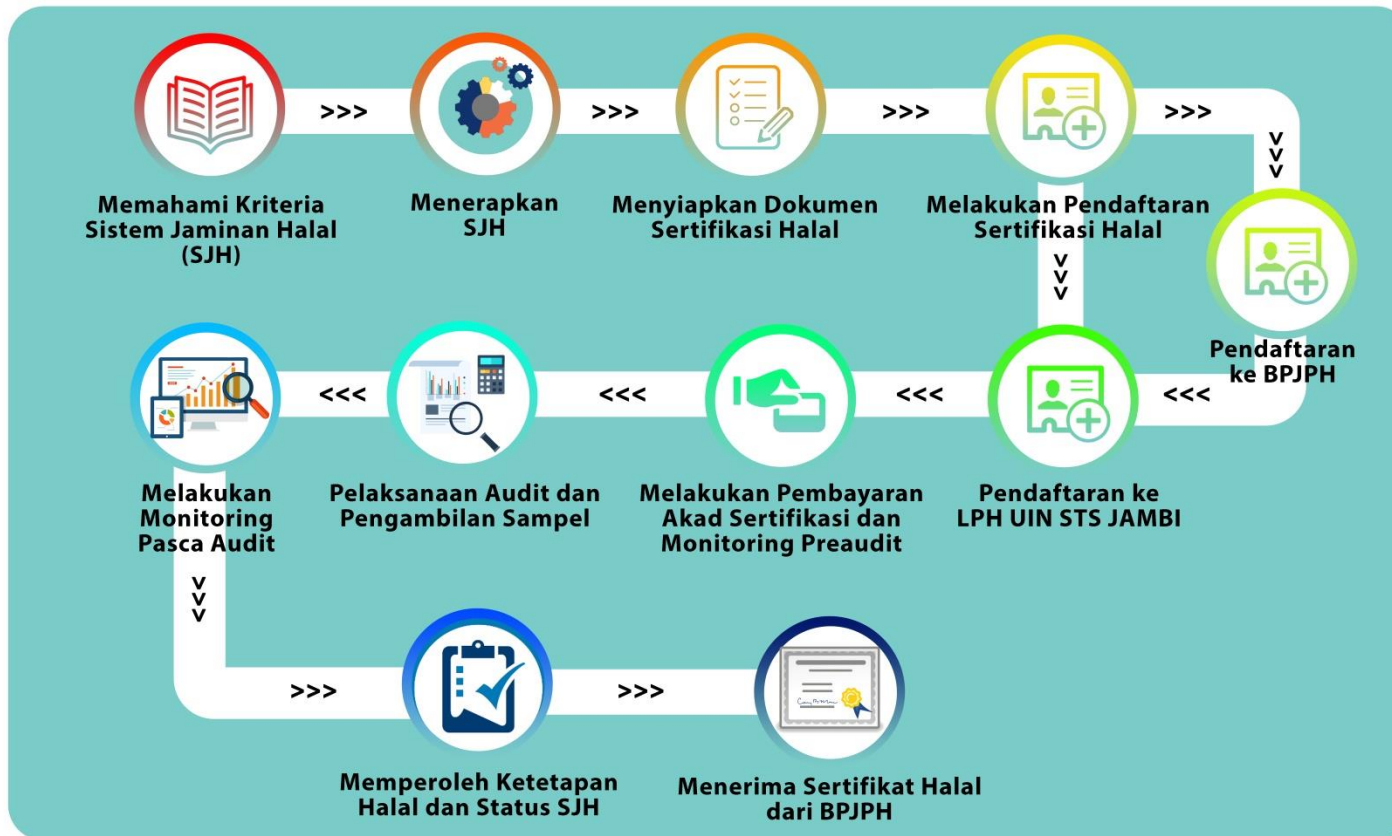 >>>
>>>
>>>
>>>
>>>
Memahami Kriteria
Sistem Jaminan Halal
(SJH)
Menerapkan
SJH
Menyiapkan Dokumen
Sertifikasi Halal
Melakukan Pendaftaran
Sertifikasi Halal
>>>
Pendaftaran
ke BPJPH
<<<
<<<
<<<
<<<
Pendaftaran ke
LPH UIN STS JAMBI
Melakukan Pembayaran
Akad Sertifikasi dan
Monitoring Preaudit
Pelaksanaan Audit dan
Pengambilan Sampel
Melakukan
Monitoring
Pasca Audit
>>>
>>>
>>>
Memperoleh Ketetapan
Halal dan Status SJH
Menerima Sertifikat Halal
dari BPJPH